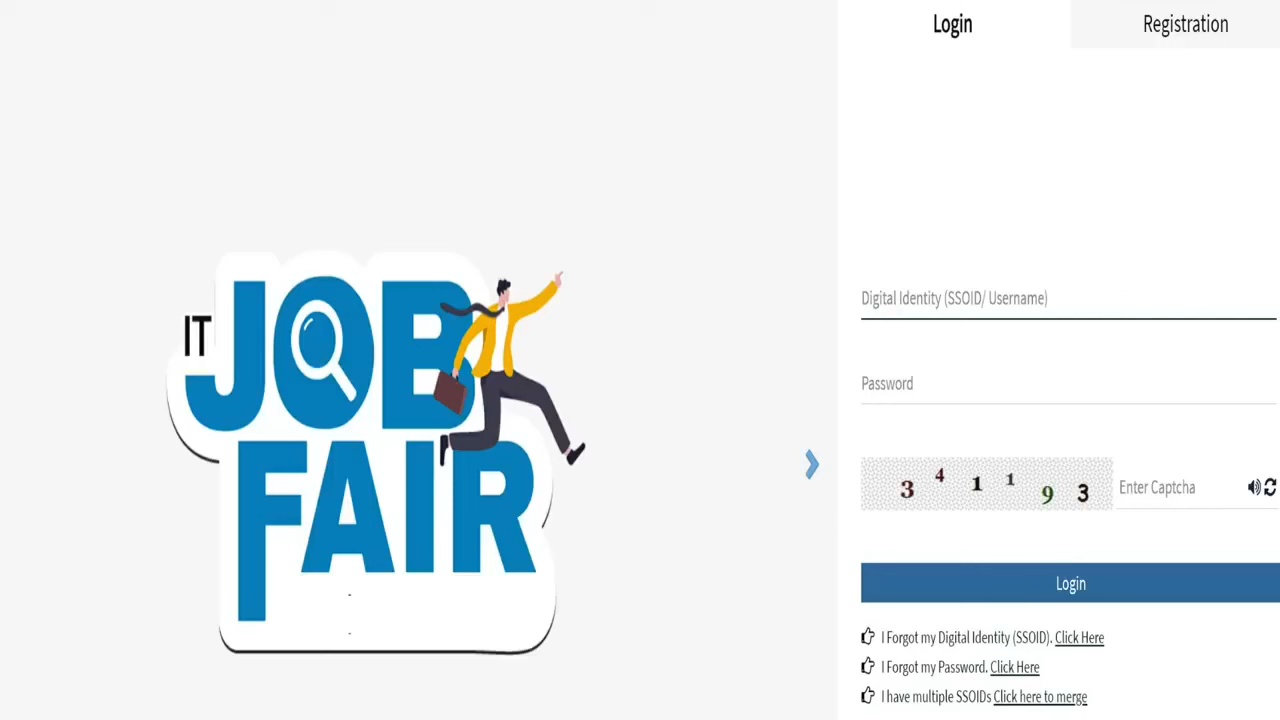 Login
Registration
IT
JOB
FAIR
Digital Identity (SSOID/ Username)
Password
3 4 1 1 9 3
Enter Captcha
Login
I Forgot my Digital Identity (SSOID). Click Here
I Forgot my Password. Click Here
I have multiple SSOIDs Click here to merge